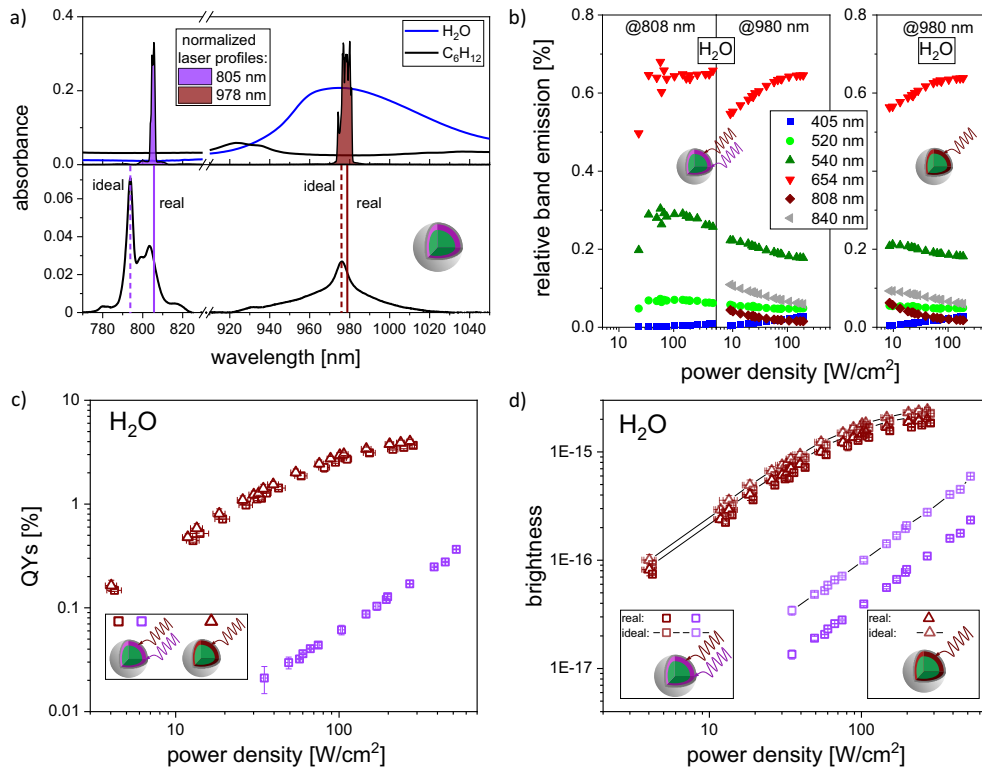 a)
normalized
laser profiles:
805 nm
978 nm
H2O
C6H12
0.4
0.2
0.0
0.06
0.04
0.02
0
absorbance
ideal
real
ideal
real
780 800 820 920 940 960 980 1000 1020 1040
wavelength [nm]
b)
@808 nm
H2O
@980 nm
@980 nm
H2O
0.8
0.6
0.4
0.2
0.0
relative band emission [%]
405 nm
520 nm
540 nm
654 nm
808 nm
840 nm
10 100 10 100 10 100
power density [W/cm2]
c)
H2O
10
1
0.1
0.01
QYs [%]
10 100
power density [W/cm2]
d)
H2O
1E-15
1E-16
1E-17
brightness
real:
ideal:
real:
ideal:
10 100
power density [W/cm2]